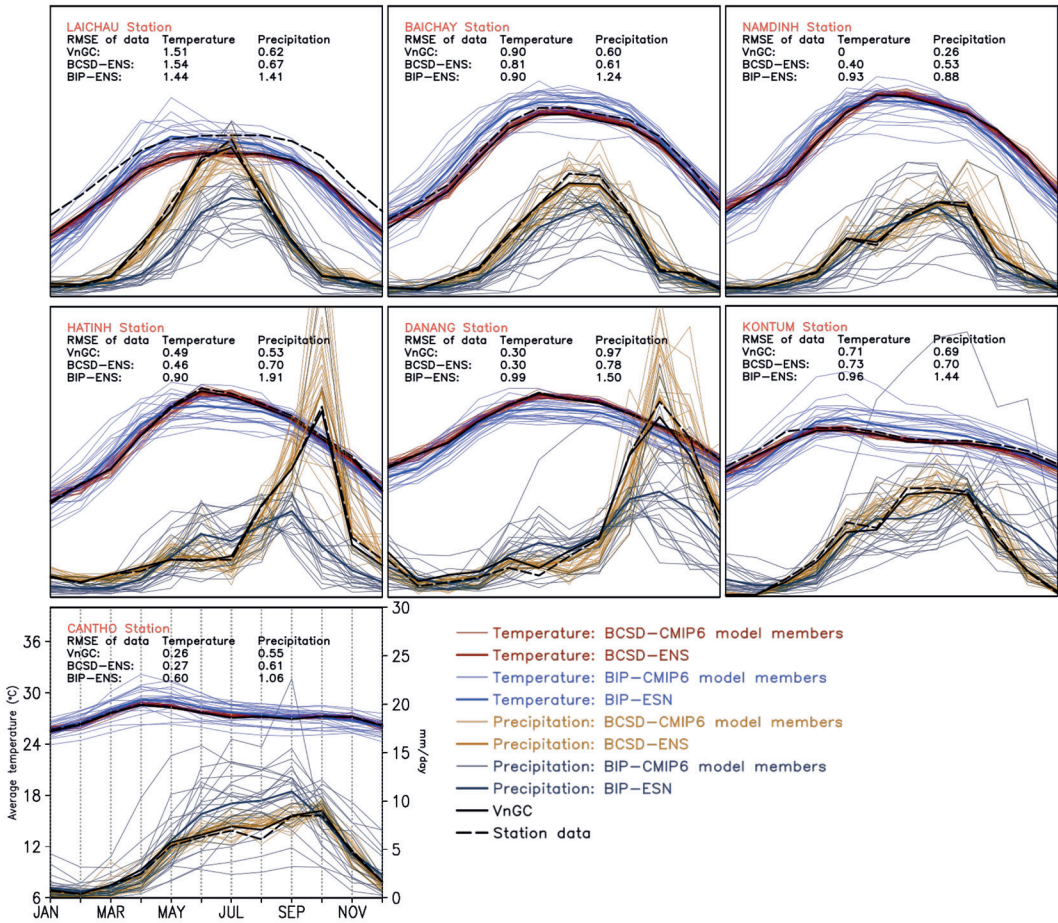 LAICHAU Station
RMSE of data Temperature Precipitation
VnGC: 1.51 0.62
BCSD-ENS: 1.54 0.67
BIP-ENS: 1.44 1.41
BAICHAY Station
RMSE of data Temperature Precipitation
VnGC: 0.90 0.60
BCSD-ENS: 0.81 0.61
BIP-ENS: 0.90 1.24
NAMDINH Station
RMSE of data Temperature Precipitation
VnGC: 0 0.26
BCSD-ENS: 0.40 0.53
BIP-ENS: 0.93 0.88
HATINH Station
RMSE of data Temperature Precipitation
VnGC: 0.49 0.53
BCSD-ENS: 0.46 0.70
BIP-ENS: 0.90 1.91
DANANG Station
RMSE of data Temperature Precipitation
VnGC: 0.30 0.97
BCSD-ENS: 0.30 0.78
BIP-ENS: 0.99 1.50
KONTUM Station
RMSE of data Temperature Precipitation
VnGC: 0.71 0.69
BCSD-ENS: 0.73 0.70
BIP-ENS: 0.96 1.44
CANTHO Station
RMSE of data Temperature Precipitation
VnGC: 0.26 0.55
BCSD-ENS: 0.27 0.61
BIP-ENS: 0.60 1.06
Average temperature (°C)
36
30
24
18
12
6
30
25
20
15
10
5
0
mm/day
JAN MAR MAY JUL SEP NOV
Temperature: BCSD-CMIP6 model members
Temperature: BCSD-ENS
Temperature: BIP-CMIP6 model members
Temperature: BIP-ESN
Precipitation: BCSD-CMIP6 model members
Precipitation: BCSD-ENS
Precipitation: BIP-CMIP6 model members
Precipitation: BIP-ESN
VnGC
Station data